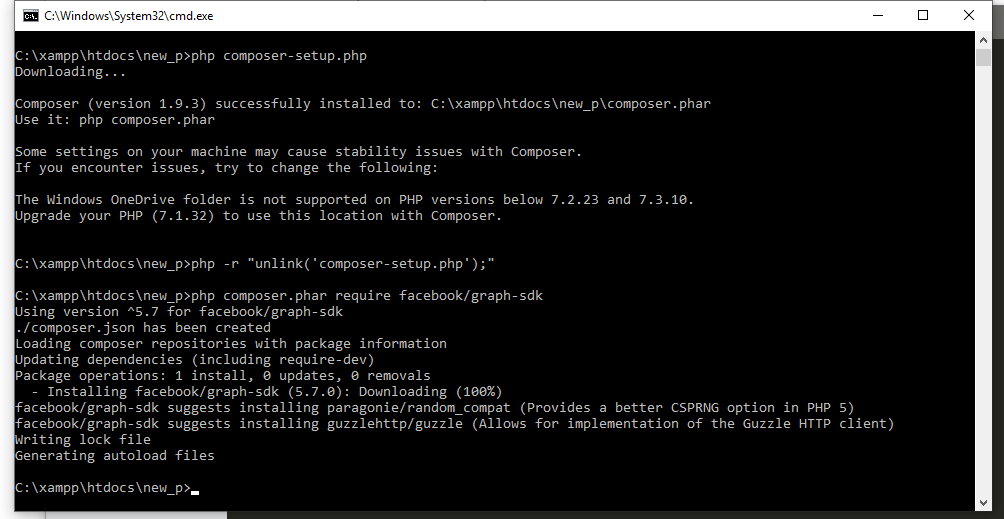 C:\Windows\System32\cmd.exe
C:\xampp\htdocs\new_p>php composer-setup.php
Downloading...
Composer (version 1.9.3) successfully installed to: C:\xampp\htdocs\new_p\composer.phar
Use it: php composer.phar
Some settings on your machine may cause stability issues with Composer.
If you encounter issues, try to change the following:
The Windows OneDrive folder is not supported on PHP versions below 7.2.23 and 7.3.10.
Upgrade your PHP (7.1.32) to use this location with Composer.
C:\xampp\htdocs\new_p>php -r "unlink('composer-setup.php');"
C:\xampp\htdocs\new_p>php composer.phar require facebook/graph-sdk
Using version ^5.7 for facebook/graph-sdk
./composer.json has been created
Loading composer repositories with package information
Updating dependencies (including require-dev)
Package operations: 1 install, 0 updates, 0 removals
  - Installing facebook/graph-sdk (5.7.0): Downloading (100%)
facebook/graph-sdk suggests installing paragonie/random_compat (Provides a better CSPRNG option in PHP 5)
facebook/graph-sdk suggests installing guzzlehttp/guzzle (Allows for implementation of the Guzzle HTTP client)
Writing lock file
Generating autoload files
C:\xampp\htdocs\new_p>